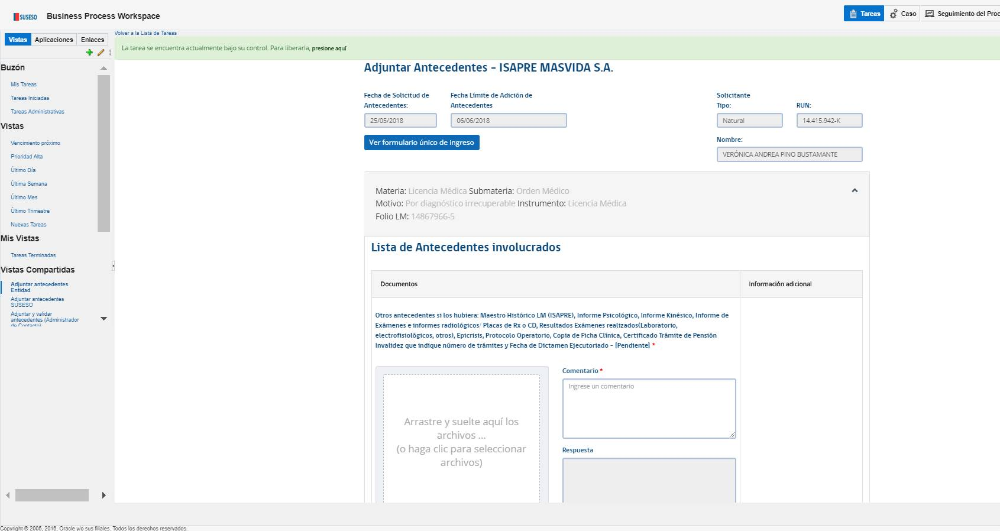 SUSESO Business Process Workspace
Tareas Caso Seguimiento del Proc
Vistas Aplicaciones Enlaces
Volver a la Lista de Tareas
La tarea se encuentra actualmente bajo su control. Para liberarla, presione aquí
Buzón
Mis Tareas
Tareas Iniciadas
Tareas Administrativas
Vistas
Vencimiento próximo
Prioridad Alta
Último Día
Última Semana
Último Mes
Último Trimestre
Nuevas Tareas
Mis Vistas
Tareas Terminadas
Vistas Compartidas
Adjuntar antecedentes
Entidad
Adjuntar antecedentes
SUSESO
Adjuntar y validar
antecedentes (Administrador
de Contacto)
Adjuntar Antecedentes - ISAPRE MASVIDA S.A.
Fecha de Solicitud de
Antecedentes:
25/05/2018
Fecha Límite de Adición de
Antecedentes
06/06/2018
Solicitante
Tipo:
Natural
RUN:
14.415.942-K
Ver formulario único de ingreso
Nombre:
VERÓNICA ANDREA PINO BUSTAMANTE
Materia: Licencia Médica Submateria: Orden Médico
Motivo: Por diagnóstico irrecuperable Instrumento: Licencia Médica
Folio LM: 14867966-5
Lista de Antecedentes involucrados
Documentos Información adicional
Otros antecedentes si los hubiera: Maestro Histórico LM (ISAPRE), Informe Psicológico, Informe Kinésico, Informe de
Exámenes e informes radiológicos/ Placas de Rx o CD, Resultados Exámenes realizados(Laboratorio,
electrofisiológicos, otros), Epicrisis, Protocolo Operatorio, Copia de Ficha Clínica, Certificado Trámite de Pensión
Invalidez que indique número de trámites y Fecha de Dictamen Ejecutoriado - [Pendiente] *
Arrastre y suelte aquí los
archivos ...
(o haga clic para seleccionar
archivos)
Comentario *
Ingrese un comentario
Respuesta
Copyright © 2005, 2016, Oracle y/o sus filiales. Todos los derechos reservados.